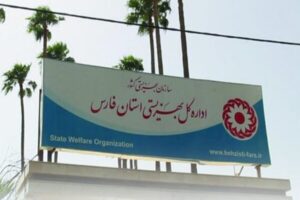 سازمان بهزیستی کشور
اداره کل بهزیستی استان فارس
State Welfare Organization
www.behzisti-fars.ir